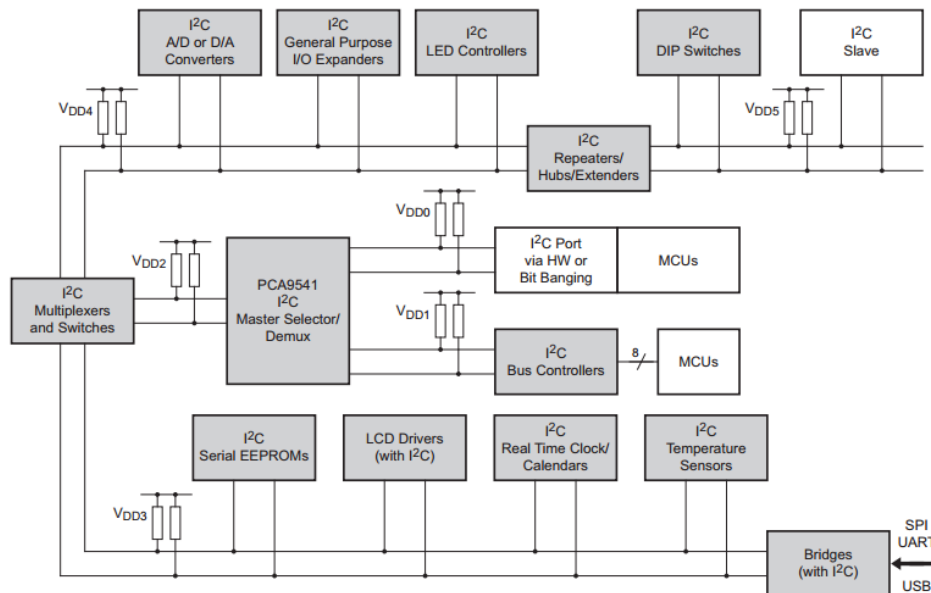 I²C
A/D or D/A
Converters
I²C
General Purpose
I/O Expanders
I²C
LED Controllers
I²C
DIP Switches
I²C
Slave
VDD4
VDD5
I²C
Repeaters/
Hubs/Extenders
VDD0
VDD2
PCA9541
I²C
Master Selector/
Demux
I²C Port
via HW or
Bit Banging
MCUs
I²C
Multiplexers
and Switches
VDD1
I²C
Bus Controllers
8
MCUs
I²C
Serial EEPROMs
LCD Drivers
(with I²C)
I²C
Real Time Clock/
Calendars
I²C
Temperature
Sensors
VDD3
Bridges
(with I²C)
SPI
UART
USB